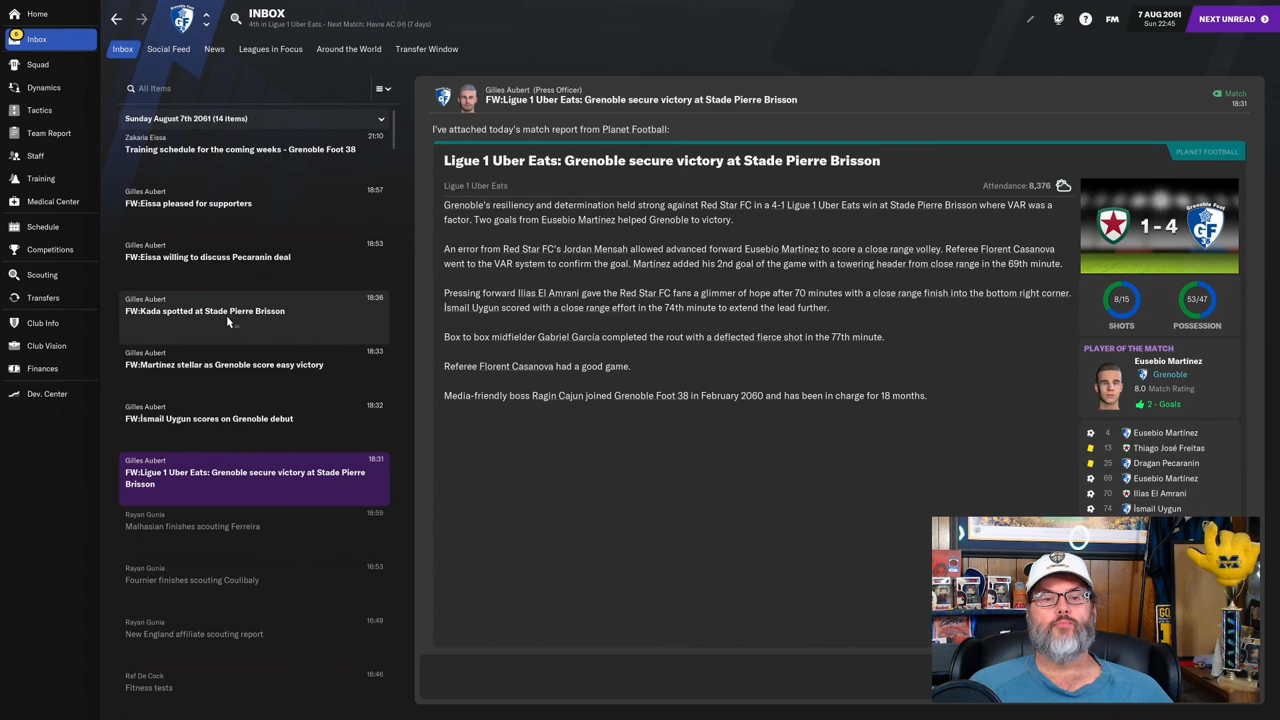 Home
6
Inbox
Squad
Dynamics
Tactics
Team Report
Staff
Training
Medical Center
Schedule
Competitions
Scouting
Transfers
Club Info
Club Vision
Finances
Dev. Center
Grenoble Foot
GF
38
INBOX
4th in Ligue 1 Uber Eats - Next Match: Havre AC (H) (7 days)
FM
7 AUG 2061
Sun 22:45
NEXT UNREAD
Inbox
Social Feed
News
Leagues in Focus
Around the World
Transfer Window
All Items
Sunday August 7th 2061 (14 items)
Zakaria Eissa
21:10
Training schedule for the coming weeks - Grenoble Foot 38
Gilles Aubert
18:57
FW:Eissa pleased for supporters
Gilles Aubert
18:53
FW:Eissa willing to discuss Pecaranin deal
Gilles Aubert
18:36
FW:Kada spotted at Stade Pierre Brisson
Gilles Aubert
18:33
FW:Martínez stellar as Grenoble score easy victory
Gilles Aubert
18:32
FW:İsmail Uygun scores on Grenoble debut
Gilles Aubert
18:31
FW:Ligue 1 Uber Eats: Grenoble secure victory at Stade Pierre
Brisson
Rayan Gunia
16:59
Malhasian finishes scouting Ferreira
Rayan Gunia
16:53
Fournier finishes scouting Coulibaly
Rayan Gunia
16:49
New England affiliate scouting report
Raf De Cock
16:46
Fitness tests
Gilles Aubert (Press Officer)
FW:Ligue 1 Uber Eats: Grenoble secure victory at Stade Pierre Brisson
Match
18:31
I've attached today's match report from Planet Football:
PLANET FOOTBALL
Ligue 1 Uber Eats: Grenoble secure victory at Stade Pierre Brisson
Ligue 1 Uber Eats
Attendance: 8,376
Grenoble's resiliency and determination held strong against Red Star FC in a 4-1 Ligue 1 Uber Eats win at Stade Pierre Brisson where VAR was a
factor. Two goals from Eusebio Martínez helped Grenoble to victory.
An error from Red Star FC's Jordan Mensah allowed advanced forward Eusebio Martínez to score a close range volley. Referee Florent Casanova
went to the VAR system to confirm the goal. Martínez added his 2nd goal of the game with a towering header from close range in the 69th minute.
Pressing forward Ilias El Amrani gave the Red Star FC fans a glimmer of hope after 70 minutes with a close range finish into the bottom right corner.
İsmail Uygun scored with a close range effort in the 74th minute to extend the lead further.
Box to box midfielder Gabriel García completed the rout with a deflected fierce shot in the 77th minute.
Referee Florent Casanova had a good game.
Media-friendly boss Ragin Cajun joined Grenoble Foot 38 in February 2060 and has been in charge for 18 months.
1 - 4
Grenoble Foot
GF
38
8/15
SHOTS
53/47
POSSESSION
PLAYER OF THE MATCH
Eusebio Martínez
Grenoble
8.0 Match Rating
2 - Goals
4 Eusebio Martínez
13 Thiago José Freitas
25 Dragan Pecaranin
69 Eusebio Martínez
70 Ilias El Amrani
74 İsmail Uygun